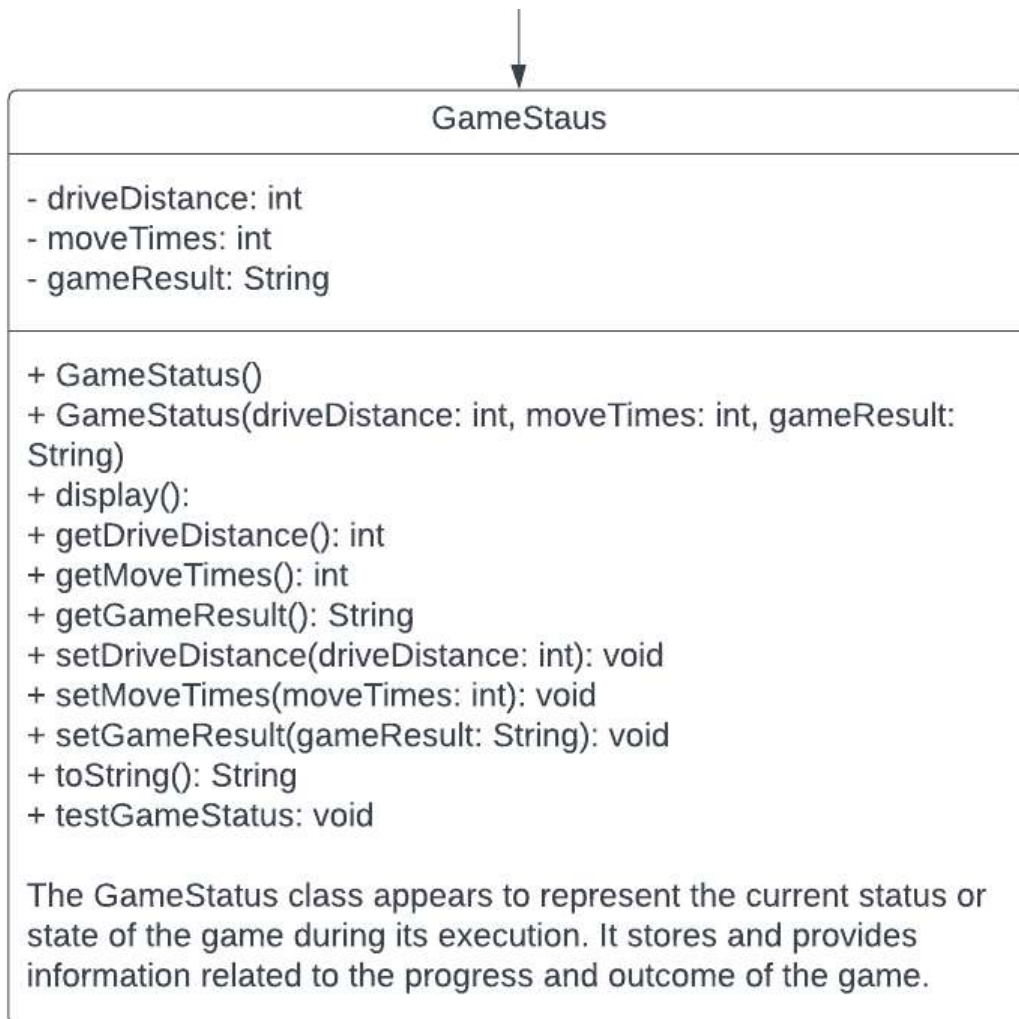 GameStaus
- driveDistance: int
- moveTimes: int
- gameResult: String
+ GameStatus()
+ GameStatus(driveDistance: int, moveTimes: int, gameResult:
String)
+ display():
+ getDriveDistance(): int
+ getMoveTimes(): int
+ getGameResult(): String
+ setDriveDistance(driveDistance: int): void
+ setMoveTimes(moveTimes: int): void
+ setGameResult(gameResult: String): void
+ toString(): String
+ testGameStatus: void
The GameStatus class appears to represent the current status or
state of the game during its execution. It stores and provides
information related to the progress and outcome of the game.